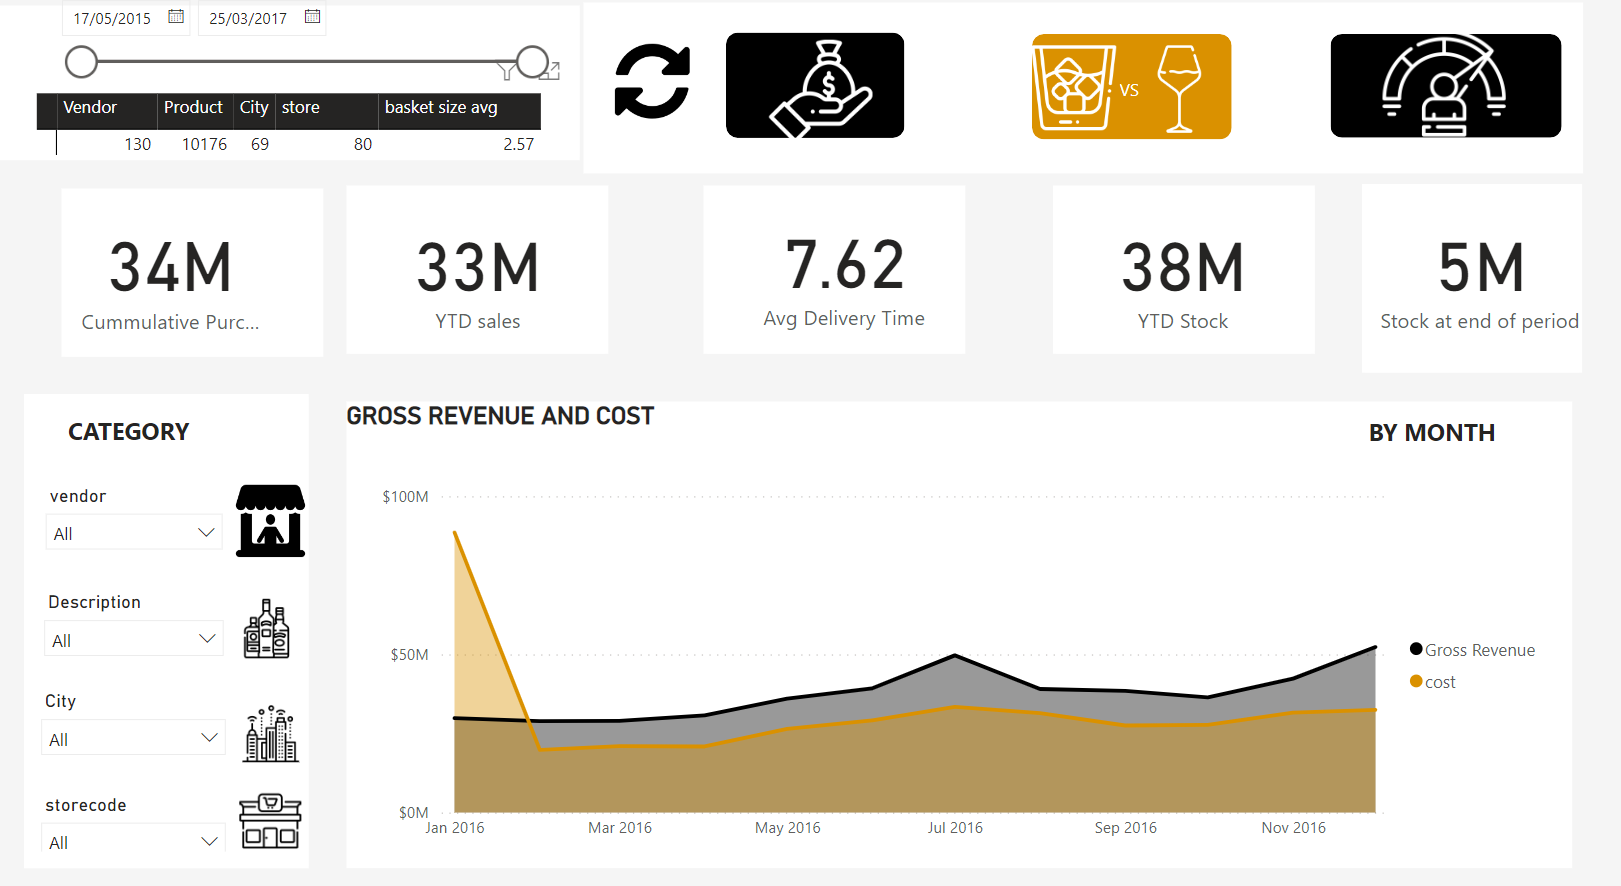 17/05/2015 25/03/2017
Vendor Product City store basket size avg
130 10176 69 80 2.57
$
VS
34M
Cummulative Purc...
33M
YTD sales
7.62
Avg Delivery Time
38M
YTD Stock
5M
Stock at end of period
CATEGORY
vendor
All
Description
All
City
All
storecode
All
GROSS REVENUE AND COST
BY MONTH
$100M
$50M
$0M
Jan 2016 Mar 2016 May 2016 Jul 2016 Sep 2016 Nov 2016
Gross Revenue
cost